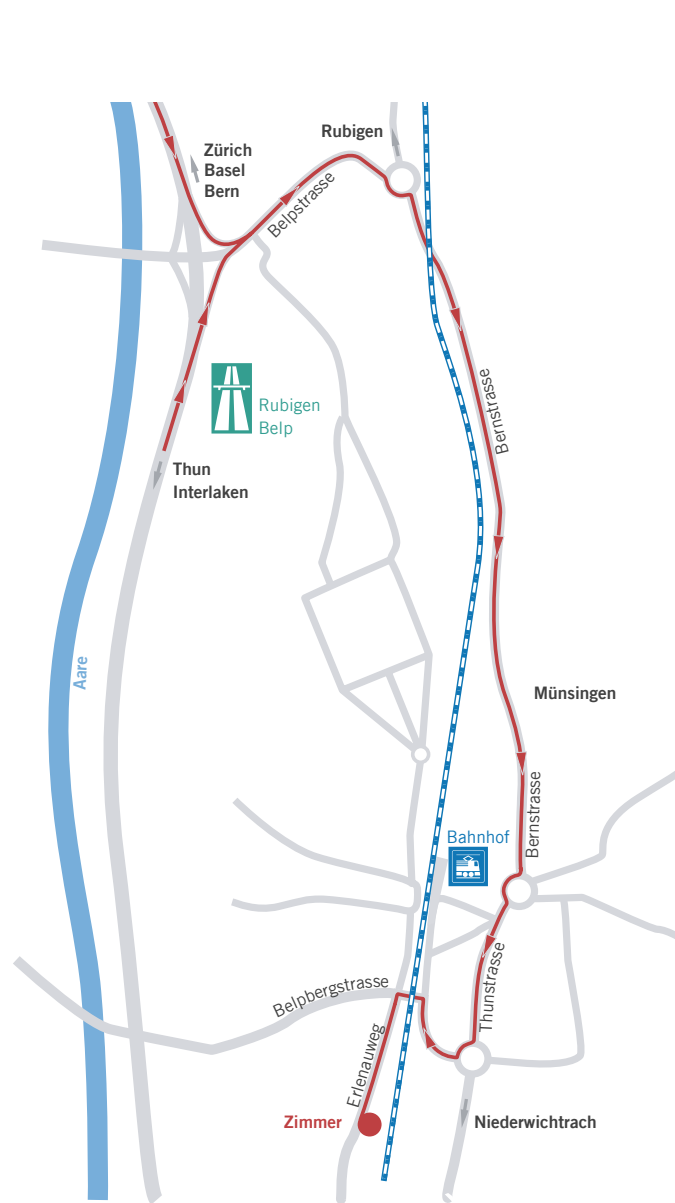 Rubigen
Zürich
Basel
Bern
Belpstrasse
Bernstrasse
Rubigen
Belp
Thun
Interlaken
Aare
Münsingen
Bernstrasse
Bahnhof
Thunstrasse
Belpbergstrasse
Erlenauweg
Zimmer
Niederwichtrach